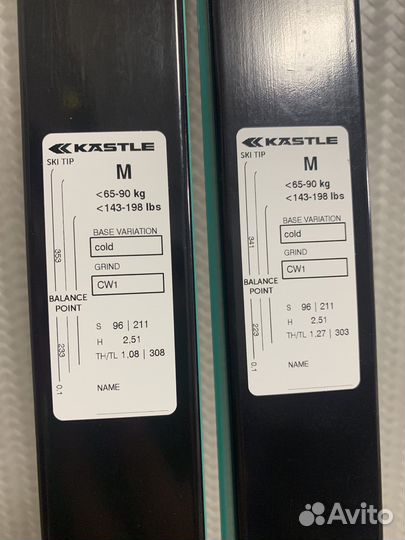 KÄSTLE
SKI TIP
M
<65-90 kg
<143-198 lbs
BASE VARIATION
cold
GRIND
CW1
353
BALANCE
POINT
233
0.1
S 96 | 211
H 2.51
TH/TL 1.08 | 308
NAME
KÄSTLE
SKI TIP
M
<65-90 kg
<143-198 lbs
BASE VARIATION
cold
GRIND
CW1
341
BALANCE
POINT
223
0.1
S 96 | 211
H 2.51
TH/TL 1.27 | 303
NAME
Avito